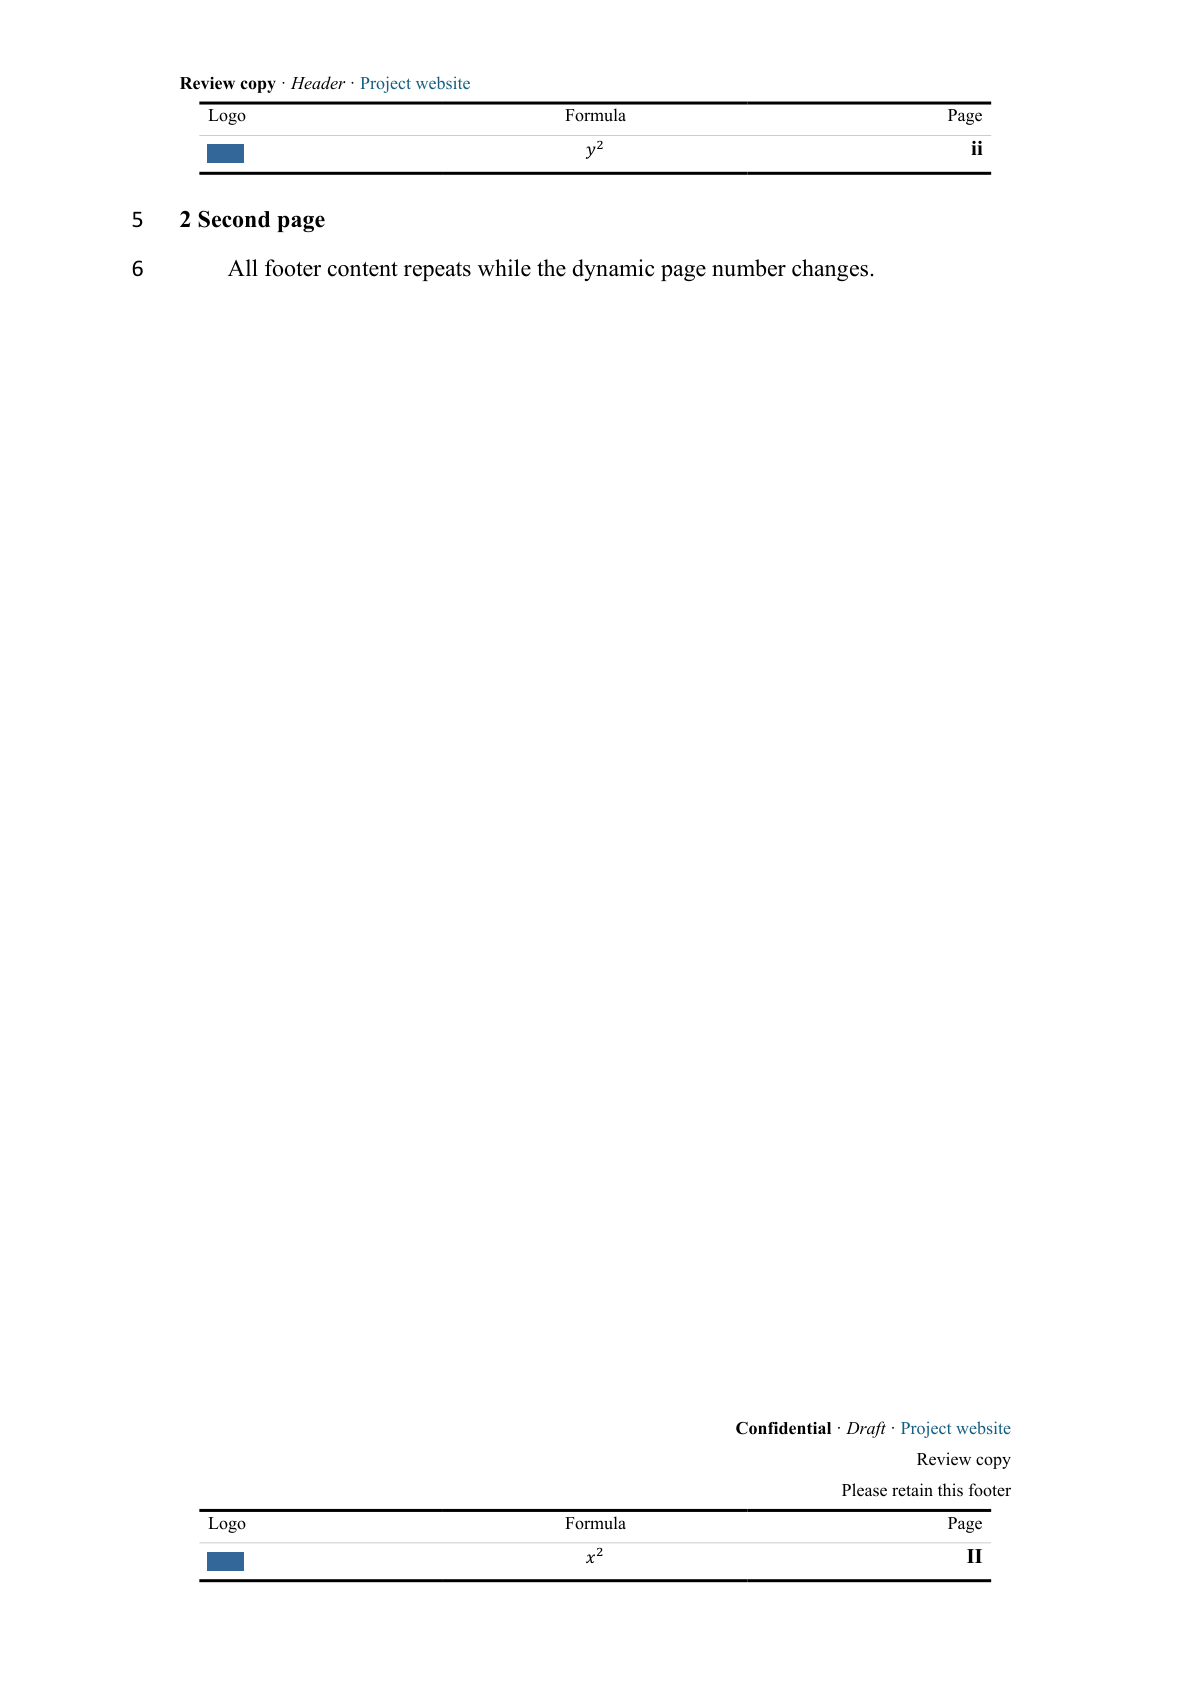 Review copy · Header · Project website
Logo Formula Page
y² ii
5 2 Second page
6 All footer content repeats while the dynamic page number changes.
Confidential · Draft · Project website
Review copy
Please retain this footer
Logo Formula Page
x² II